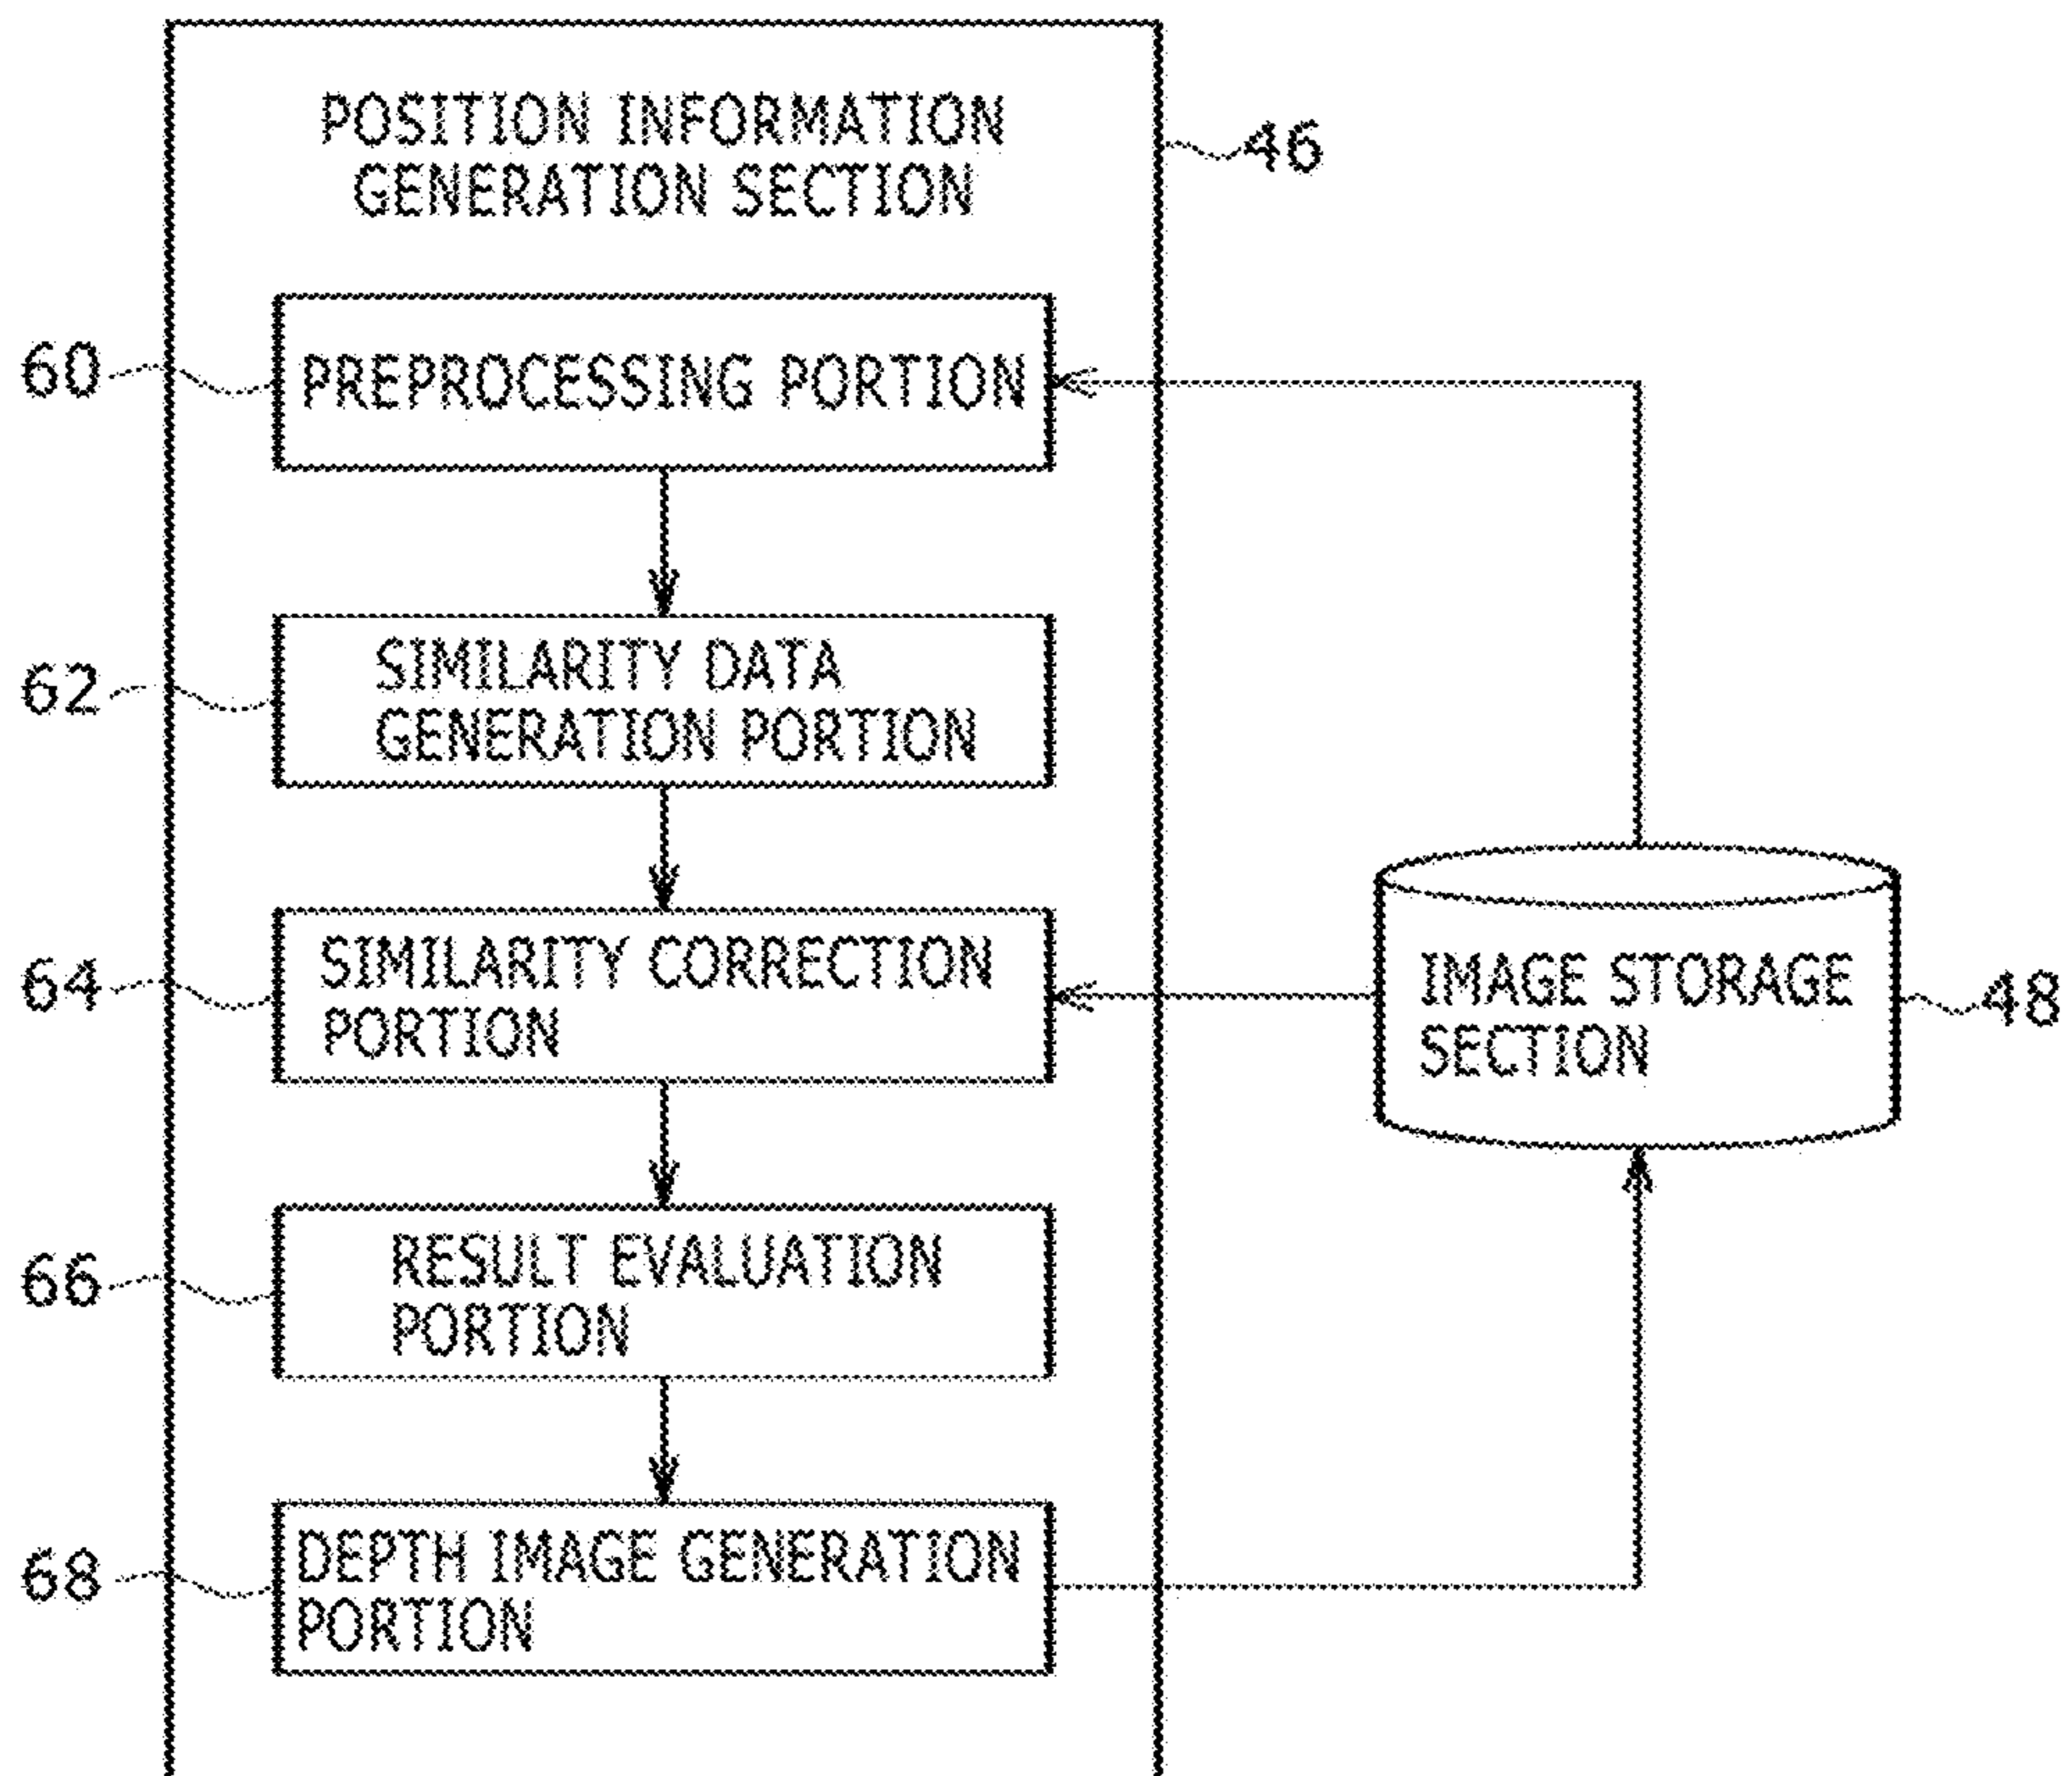 POSITION INFORMATION
GENERATION SECTION
46
60
PREPROCESSING PORTION
62
SIMILARITY DATA
GENERATION PORTION
64
SIMILARITY CORRECTION
PORTION
IMAGE STORAGE
SECTION
48
66
RESULT EVALUATION
PORTION
68
DEPTH IMAGE GENERATION
PORTION